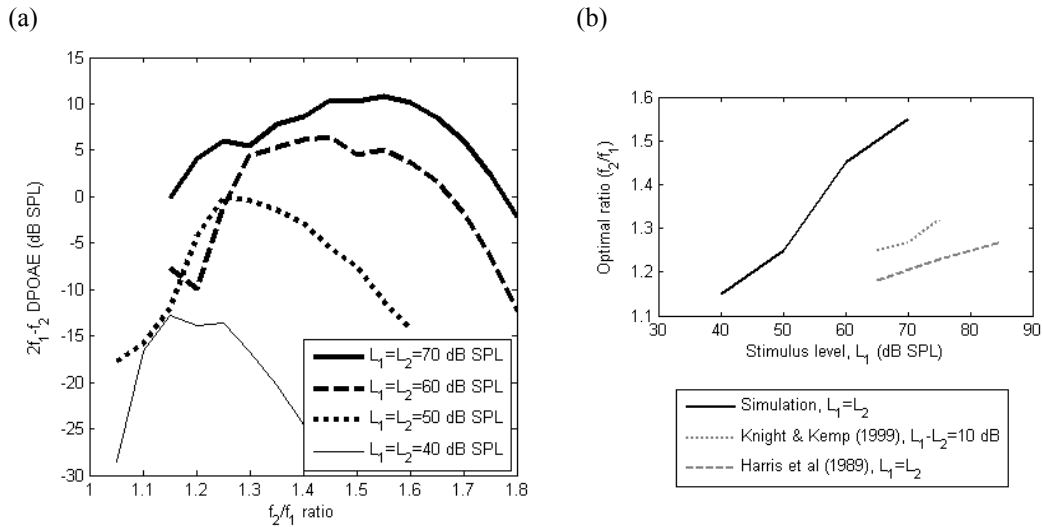 (a)
(b)
15
10
5
0
-5
-10
-15
-20
-25
-30
2f1-f2 DPOAE (dB SPL)
L1=L2=70 dB SPL
L1=L2=60 dB SPL
L1=L2=50 dB SPL
L1=L2=40 dB SPL
1 1.1 1.2 1.3 1.4 1.5 1.6 1.7 1.8
f2/f1 ratio
1.6
1.5
1.4
1.3
1.2
1.1
Optimal ratio (f2/f1)
30 40 50 60 70 80 90
Stimulus level, L1 (dB SPL)
Simulation, L1=L2
Knight & Kemp (1999), L1-L2=10 dB
Harris et al (1989), L1=L2